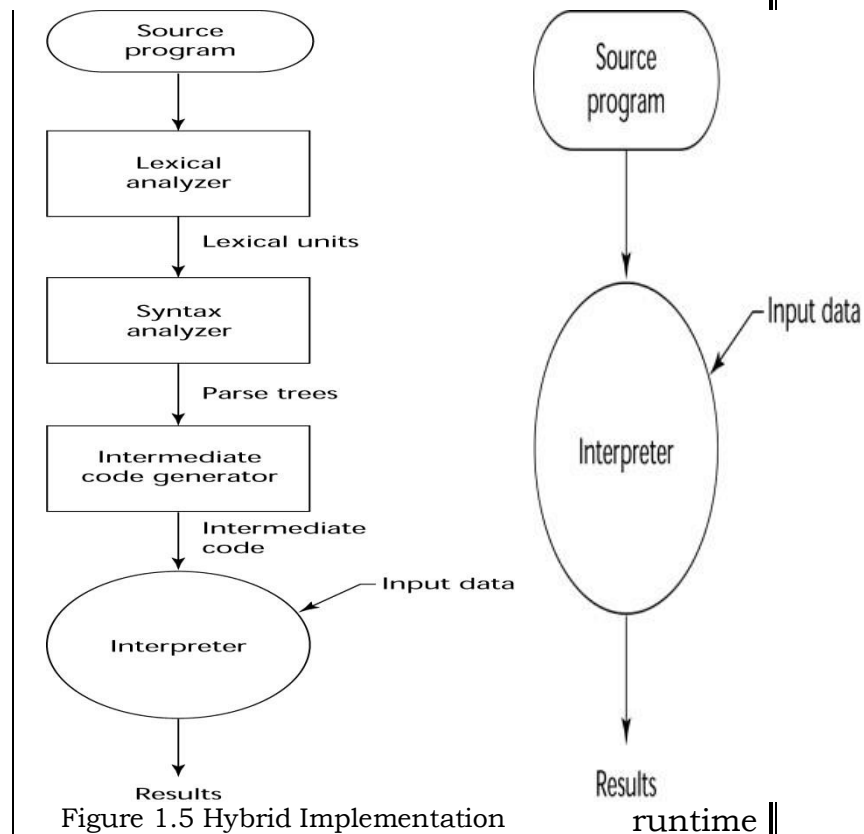 Source
program
Lexical
analyzer
Lexical units
Syntax
analyzer
Parse trees
Intermediate
code generator
Intermediate
code
Input data
Interpreter
Results
Figure 1.5 Hybrid Implementation
Source
program
Input data
Interpreter
Results
runtime